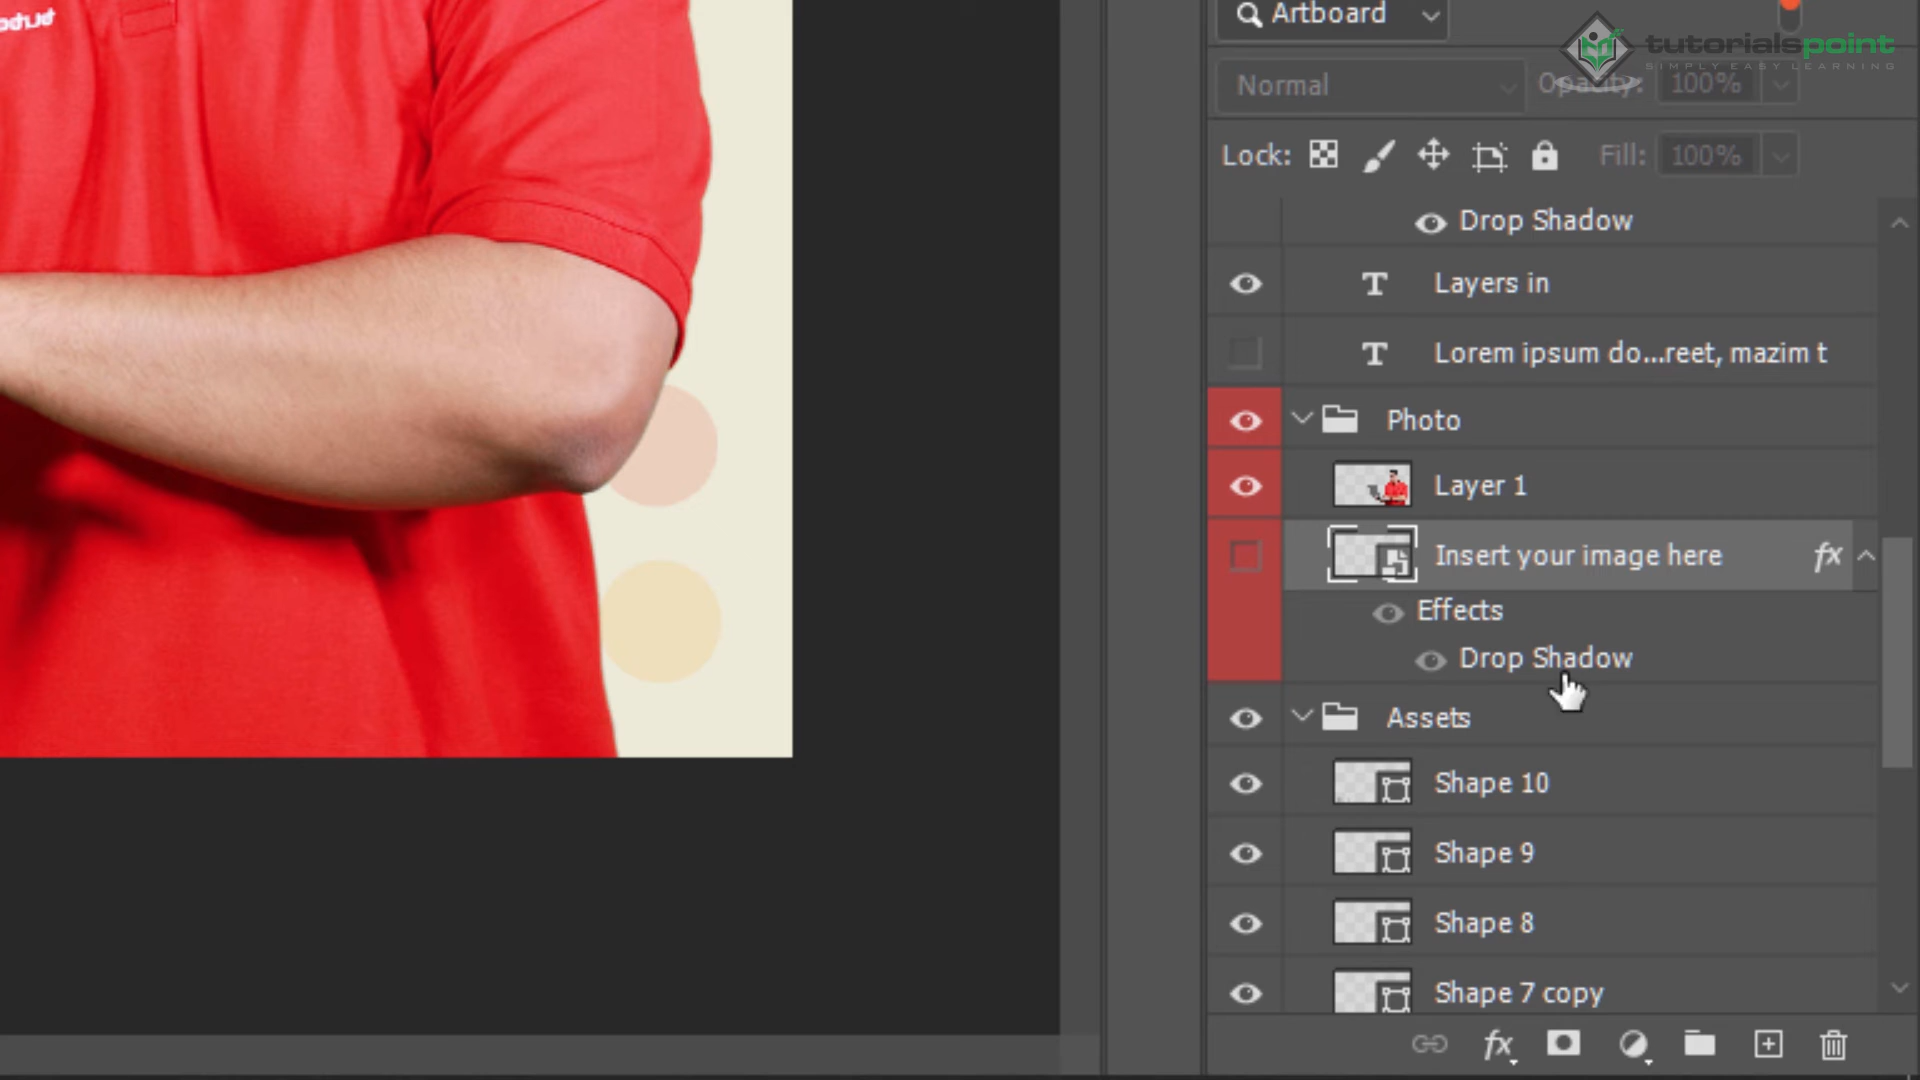 Artboard
tutorialspoint
SIMPLY EASY LEARNING
Normal
Opacity: 100%
Lock:
Fill: 100%
Drop Shadow
T Layers in
T Lorem ipsum do...reet, mazim t
Photo
Layer 1
Insert your image here fx
Effects
Drop Shadow
Assets
Shape 10
Shape 9
Shape 8
Shape 7 copy
fx